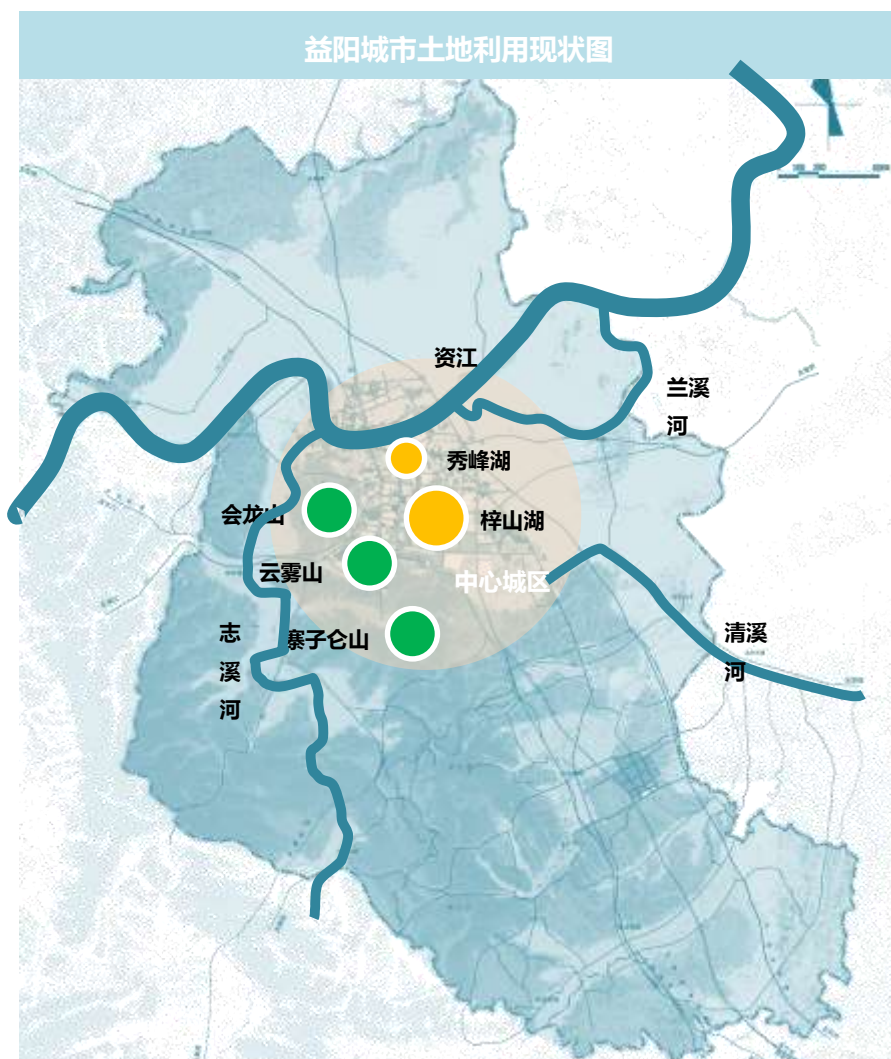 益阳城市土地利用现状图
资江
兰溪
河
秀峰湖
会龙山
梓山湖
云雾山
中心城区
志
溪
河
寨子仑山
清溪
河